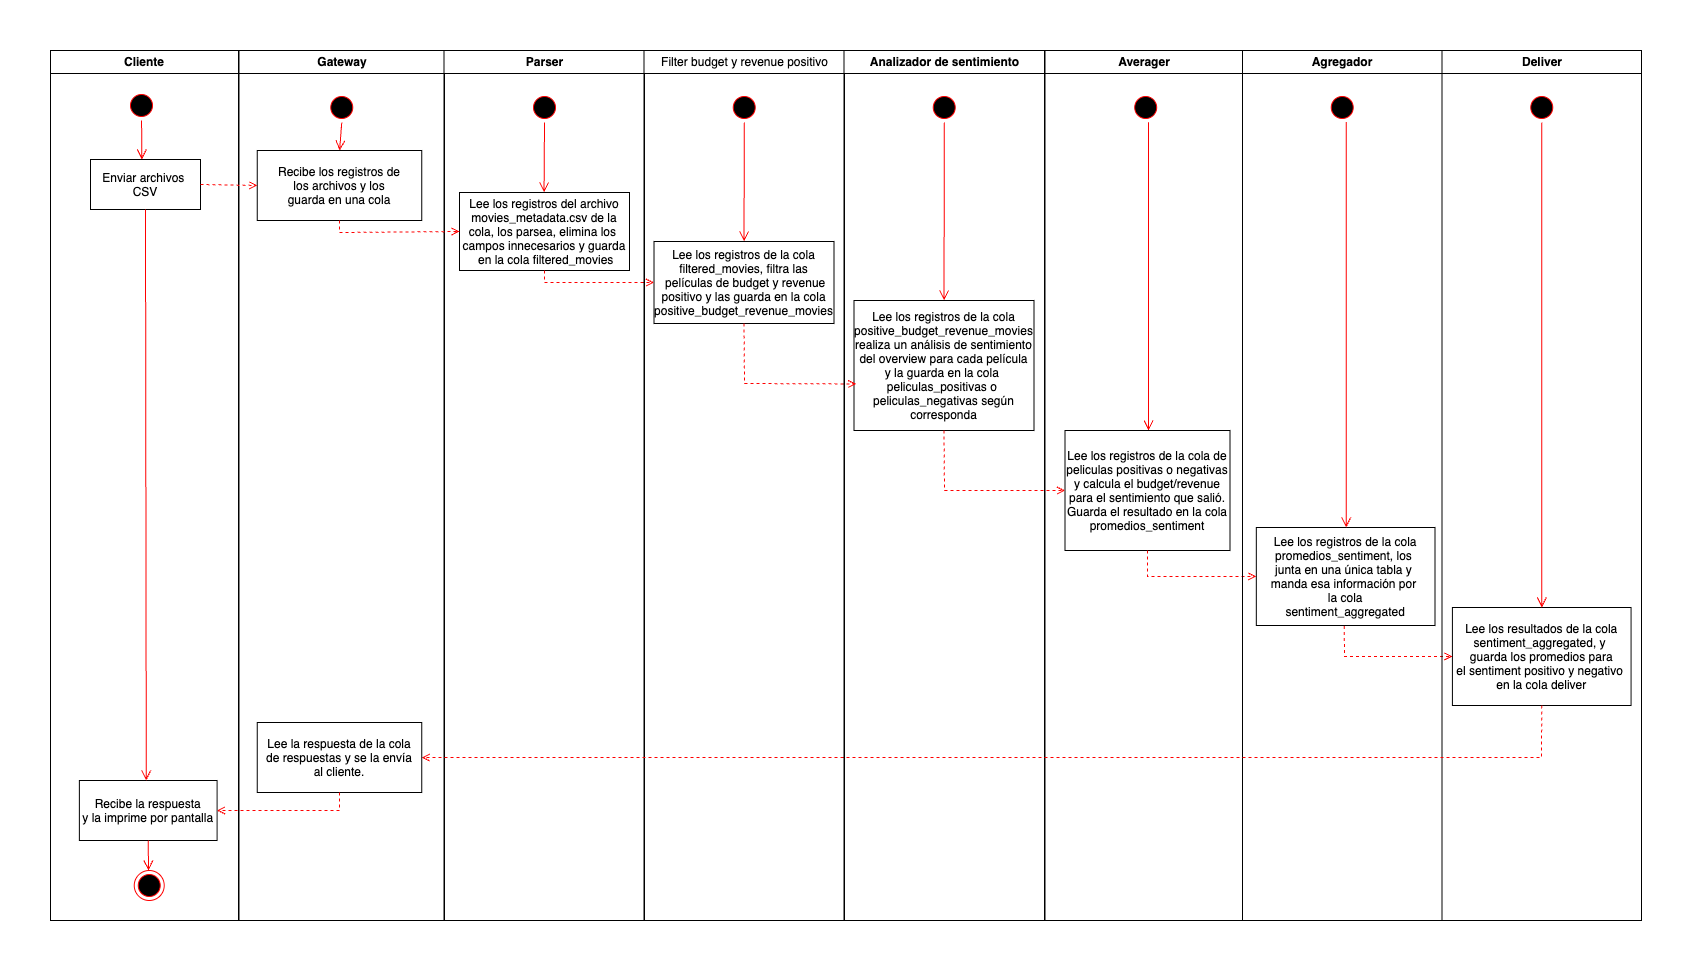 Cliente
Gateway
Parser
Filter budget y revenue positivo
Analizador de sentimiento
Averager
Agregador
Deliver
Enviar archivos
CSV
Recibe los registros de
los archivos y los
guarda en una cola
Lee los registros del archivo
movies_metadata.csv de la
cola, los parsea, elimina los
campos innecesarios y guarda
en la cola filtered_movies
Lee los registros de la cola
filtered_movies, filtra las
películas de budget y revenue
positivo y las guarda en la cola
positive_budget_revenue_movies
Lee los registros de la cola
positive_budget_revenue_movies
realiza un análisis de sentimiento
del overview para cada película
y la guarda en la cola
peliculas_positivas o
peliculas_negativas según
corresponda
Lee los registros de la cola de
peliculas positivas o negativas
y calcula el budget/revenue
para el sentimiento que salió.
Guarda el resultado en la cola
promedios_sentiment
Lee los registros de la cola
promedios_sentiment, los
junta en una única tabla y
manda esa información por
la cola
sentiment_aggregated
Lee los resultados de la cola
sentiment_aggregated, y
guarda los promedios para
el sentiment positivo y negativo
en la cola deliver
Lee la respuesta de la cola
de respuestas y se la envía
al cliente.
Recibe la respuesta
y la imprime por pantalla